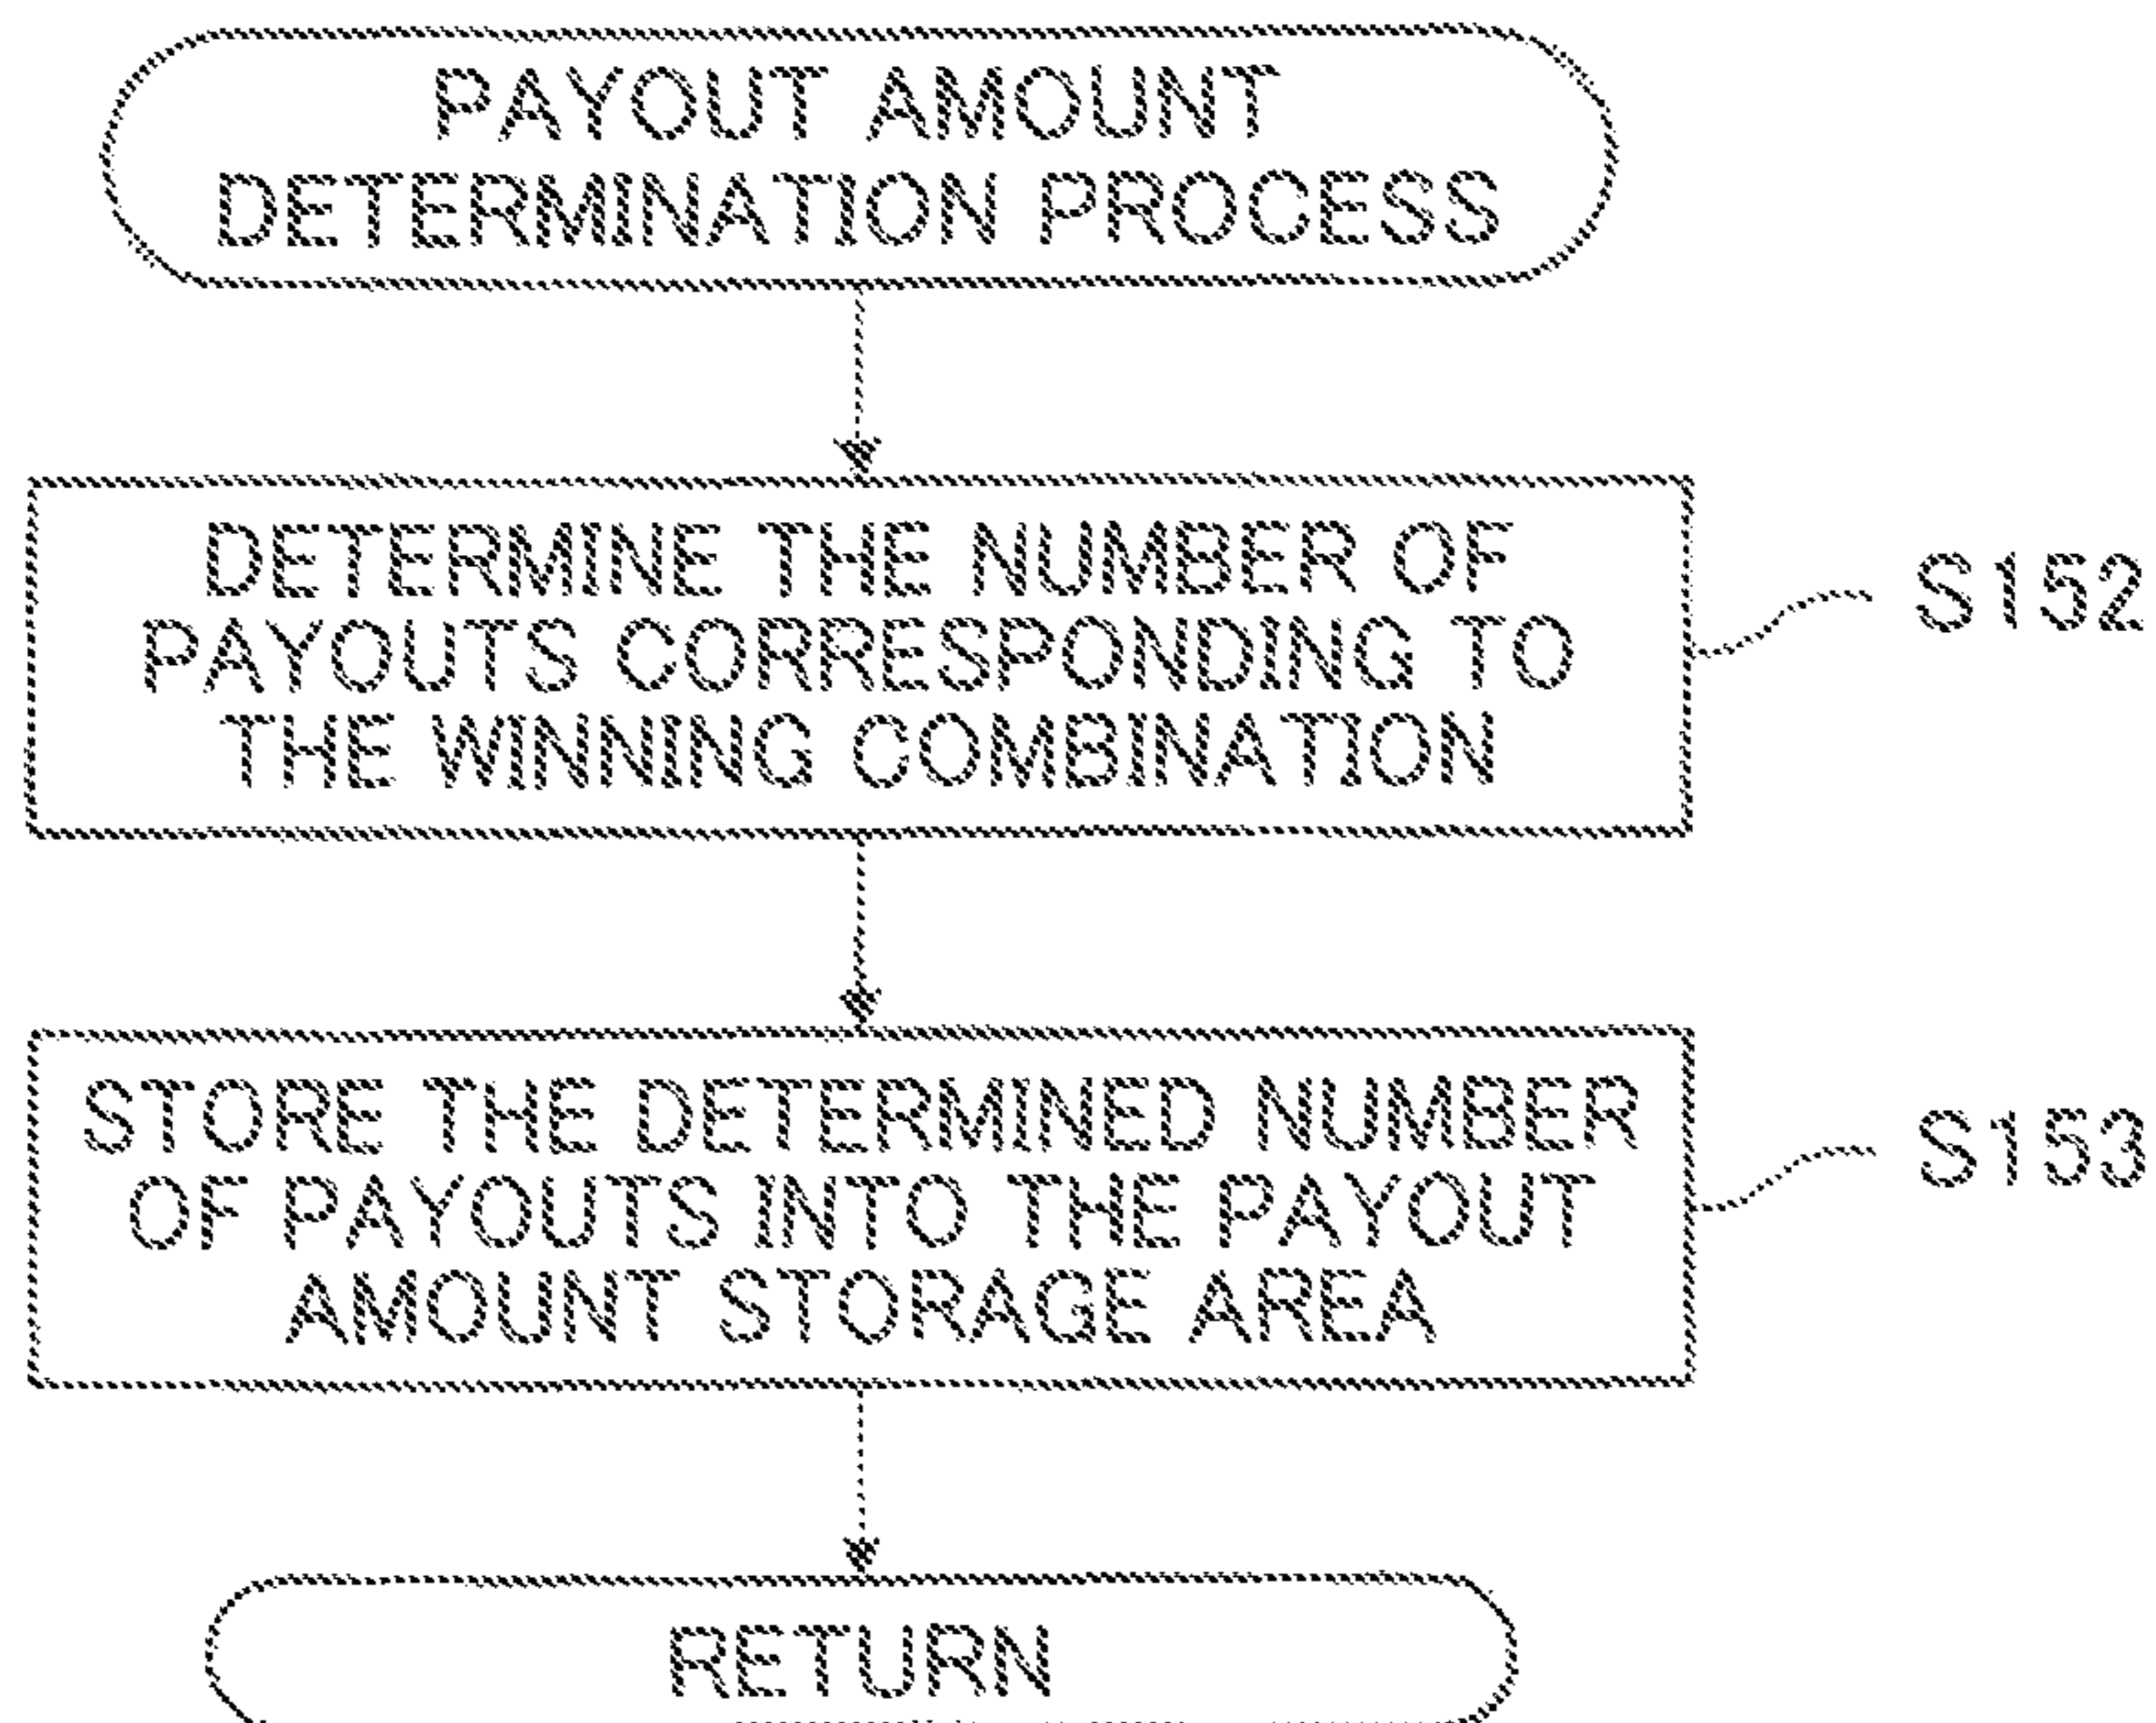 PAYOUT AMOUNT
DETERMINATION PROCESS
DETERMINE THE NUMBER OF
PAYOUTS CORRESPONDING TO
THE WINNING COMBINATION
S152
STORE THE DETERMINED NUMBER
OF PAYOUTS INTO THE PAYOUT
AMOUNT STORAGE AREA
S153
RETURN